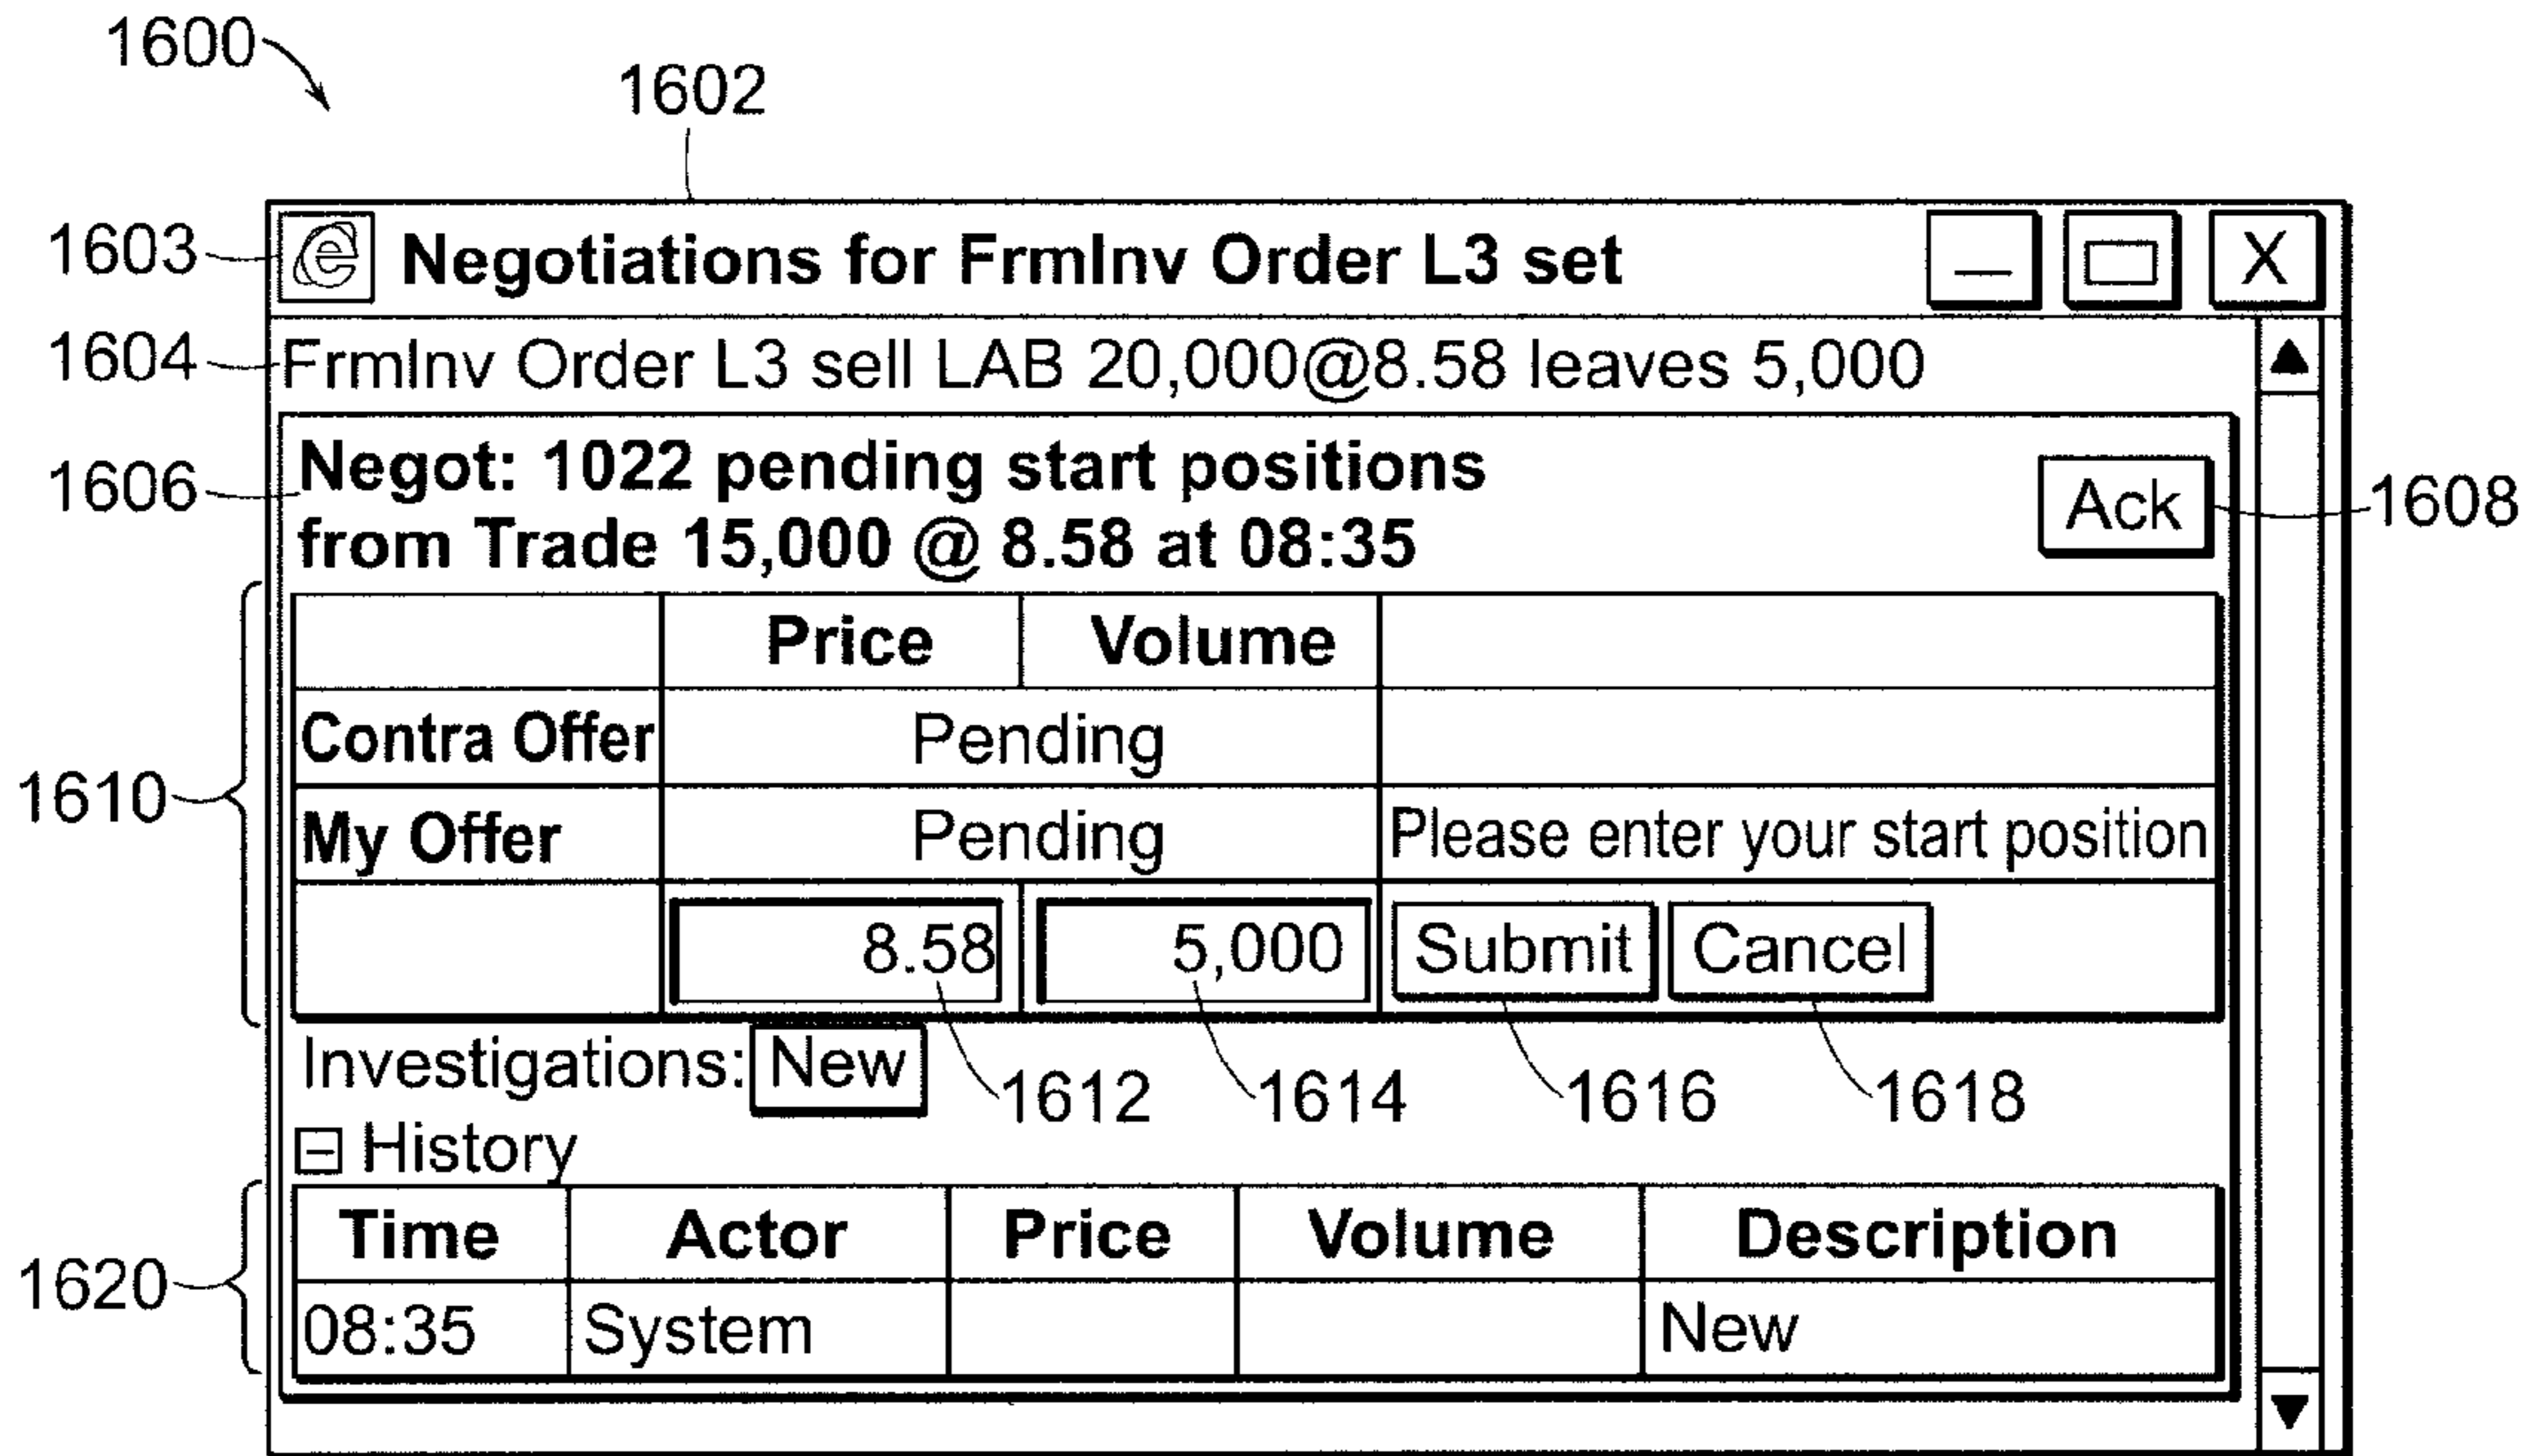 1600
1602
1603 Negotiations for FrmInv Order L3 set X
1604 FrmInv Order L3 sell LAB 20,000@8.58 leaves 5,000
1606 Negot: 1022 pending start positions
from Trade 15,000 @ 8.58 at 08:35 Ack 1608
Price Volume
Contra Offer Pending
1610 My Offer Pending Please enter your start position
8.58 5,000 Submit Cancel
Investigations: New 1612 1614 1616 1618
History
Time Actor Price Volume Description
1620
08:35 System New